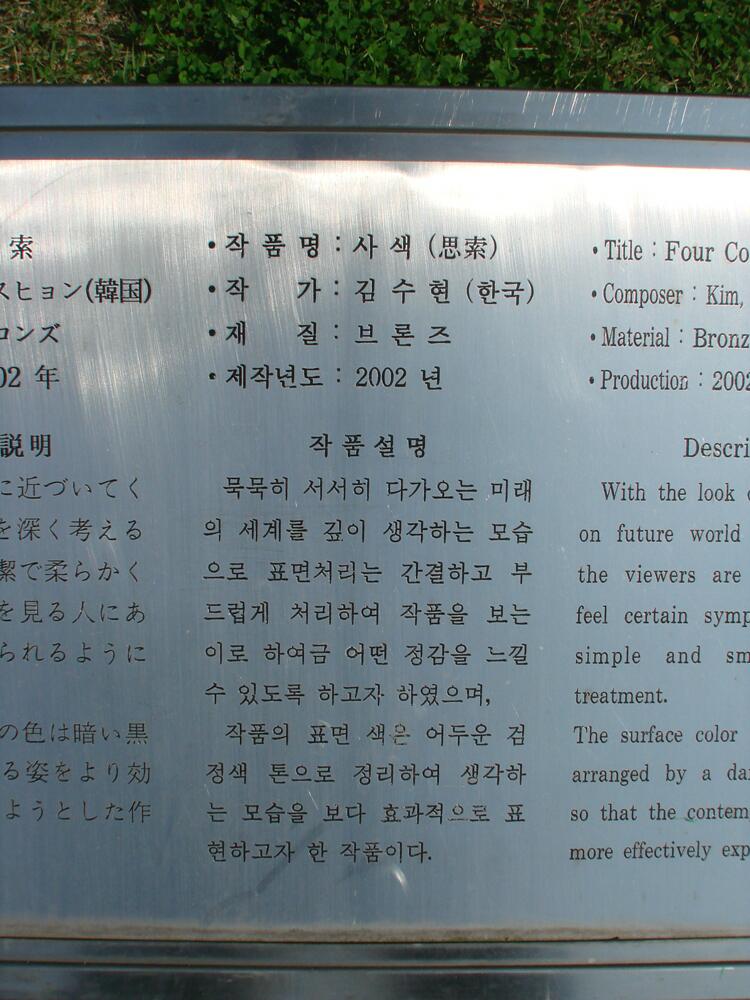 索
スヒョン(韓国)
ロンズ
02 年
説明
に近づいてく
を深く考える
潔で柔らかく
を見る人にあ
られるように
の色は暗い黒
る姿をより効
ようとした作
• 작 품 명 : 사 색 (思索)
• 작 가 : 김 수 현 (한국)
• 재 질 : 브 론 즈
• 제작년도 : 2002 년
작 품 설 명
묵묵히 서서히 다가오는 미래
의 세계를 깊이 생각하는 모습
으로 표면처리는 간결하고 부
드럽게 처리하여 작품을 보는
이로 하여금 어떤 정감을 느낄
수 있도록 하고자 하였으며,
작품의 표면 색은 어두운 검
정색 톤으로 정리하여 생각하
는 모습을 보다 효과적으로 표
현하고자 한 작품이다.
• Title : Four Co
• Composer : Kim,
• Material : Bronz
• Production : 2002
Descri
With the look
on future world
the viewers are
feel certain symp
simple and sm
treatment.
The surface color
arranged by a da
so that the contem
more effectively exp